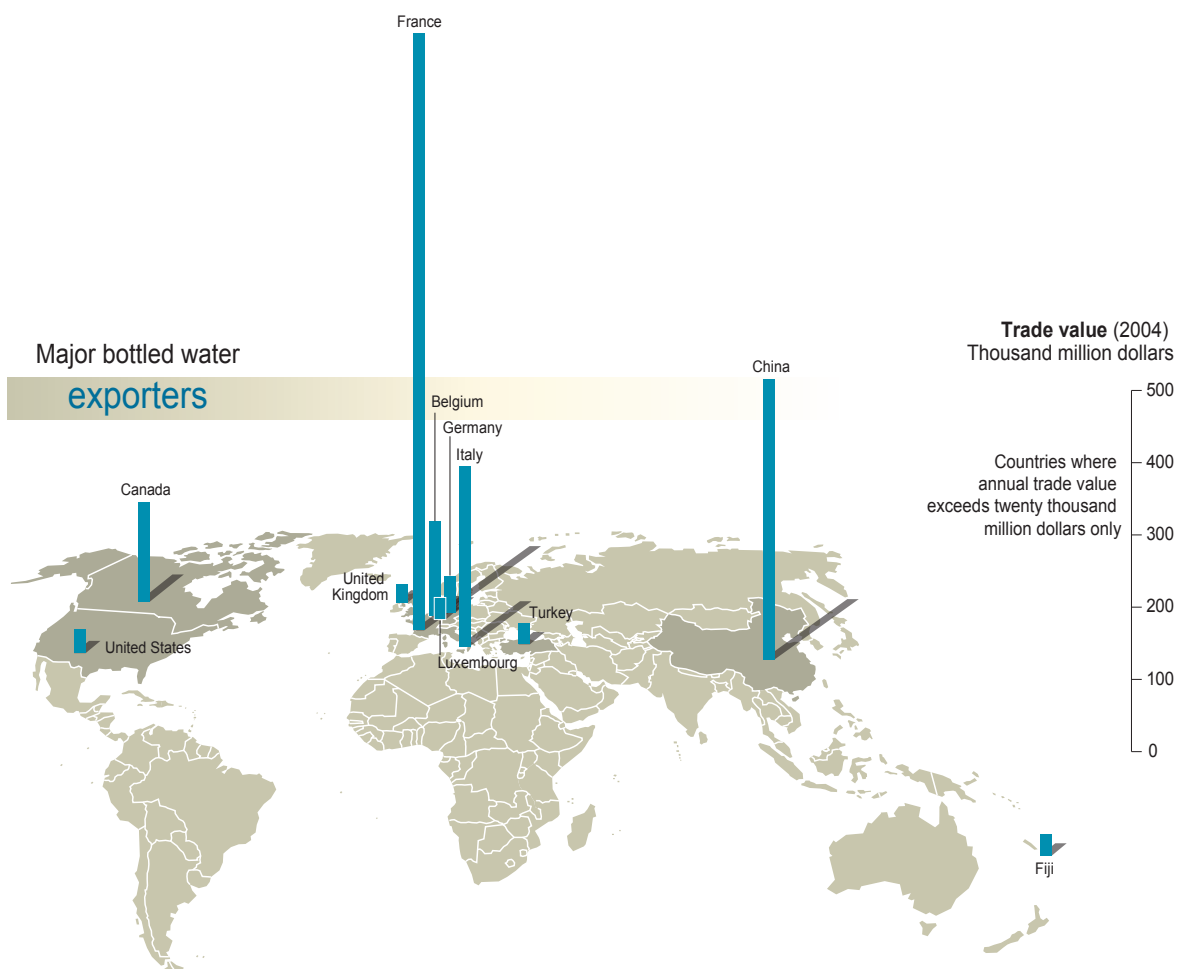 France
Major bottled water
exporters
Trade value (2004)
Thousand million dollars
China
500
Belgium
Germany
Italy
400
Countries where
annual trade value
exceeds twenty thousand
million dollars only
Canada
300
United
Kingdom
200
Turkey
United States
Luxembourg
100
0
Fiji